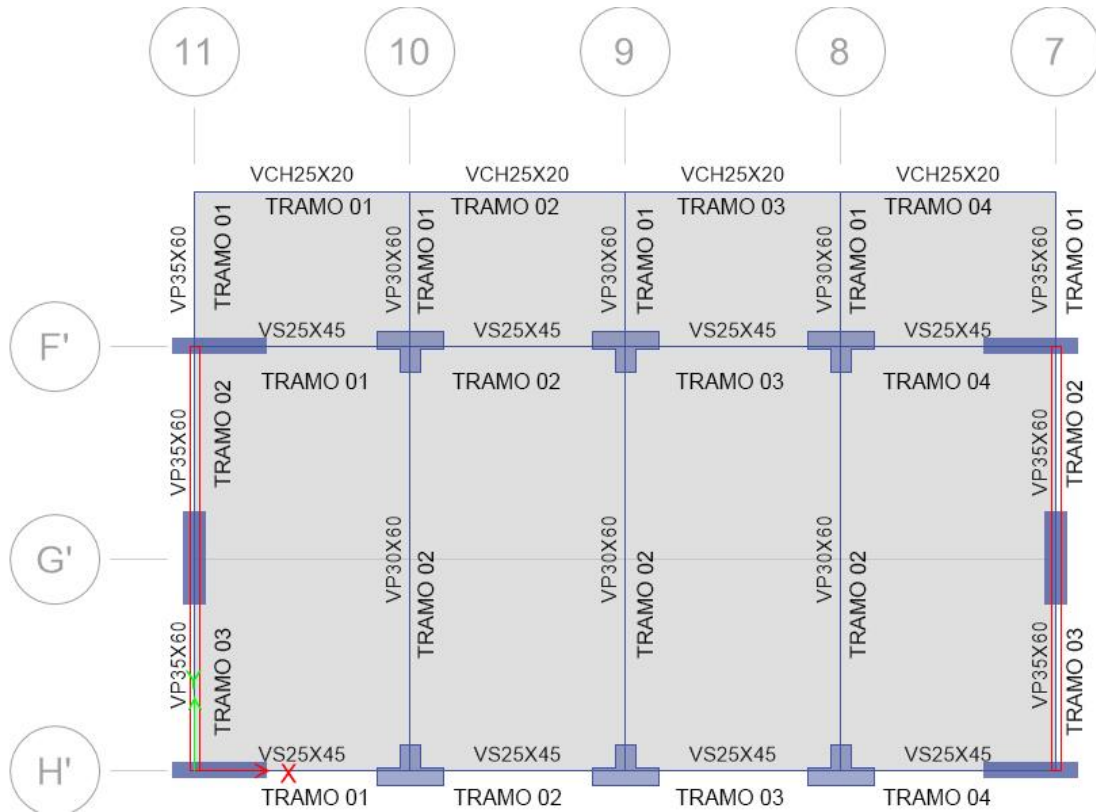 11 10 9 8 7
VCH25X20 VCH25X20 VCH25X20 VCH25X20
TRAMO 01 TRAMO 02 TRAMO 03 TRAMO 04
VP35X60 TRAMO 01 VP30X60 TRAMO 01 VP30X60 TRAMO 01 VP30X60 TRAMO 01 VP35X60 TRAMO 01
F'
VS25X45 VS25X45 VS25X45 VS25X45
TRAMO 01 TRAMO 02 TRAMO 03 TRAMO 04
VP35X60 TRAMO 02 VP35X60 TRAMO 02
G'
VP30X60 TRAMO 02 VP30X60 TRAMO 02 VP30X60 TRAMO 02
VP35X60 TRAMO 03 VP35X60 TRAMO 03
Y
H'
VS25X45 VS25X45 VS25X45 VS25X45
X
TRAMO 01 TRAMO 02 TRAMO 03 TRAMO 04